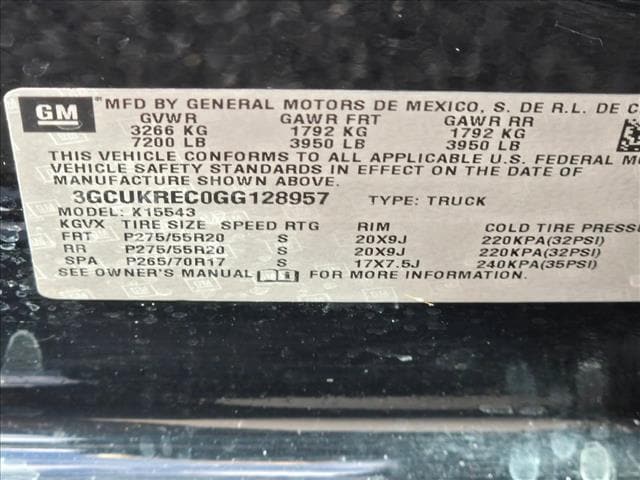 GM MFD BY GENERAL MOTORS DE MEXICO, S. DE R.L. DE C
GVWR GAWR FRT GAWR RR
3266 KG 1792 KG 1792 KG
7200 LB 3950 LB 3950 LB
THIS VEHICLE CONFORMS TO ALL APPLICABLE U.S. FEDERAL M
VEHICLE SAFETY STANDARDS IN EFFECT ON THE DATE OF
MANUFACTURE SHOWN ABOVE.
3GCUKREC0GG128957 TYPE: TRUCK
MODEL: K15543
KGVX TIRE SIZE SPEED RTG RIM COLD TIRE PRESSU
FRT P275/55R20 S 20X9J 220KPA(32PSI)
RR P275/55R20 S 20X9J 220KPA(32PSI)
SPA P265/70R17 S 17X7.5J 240KPA(35PSI)
SEE OWNER'S MANUAL FOR MORE INFORMATION.